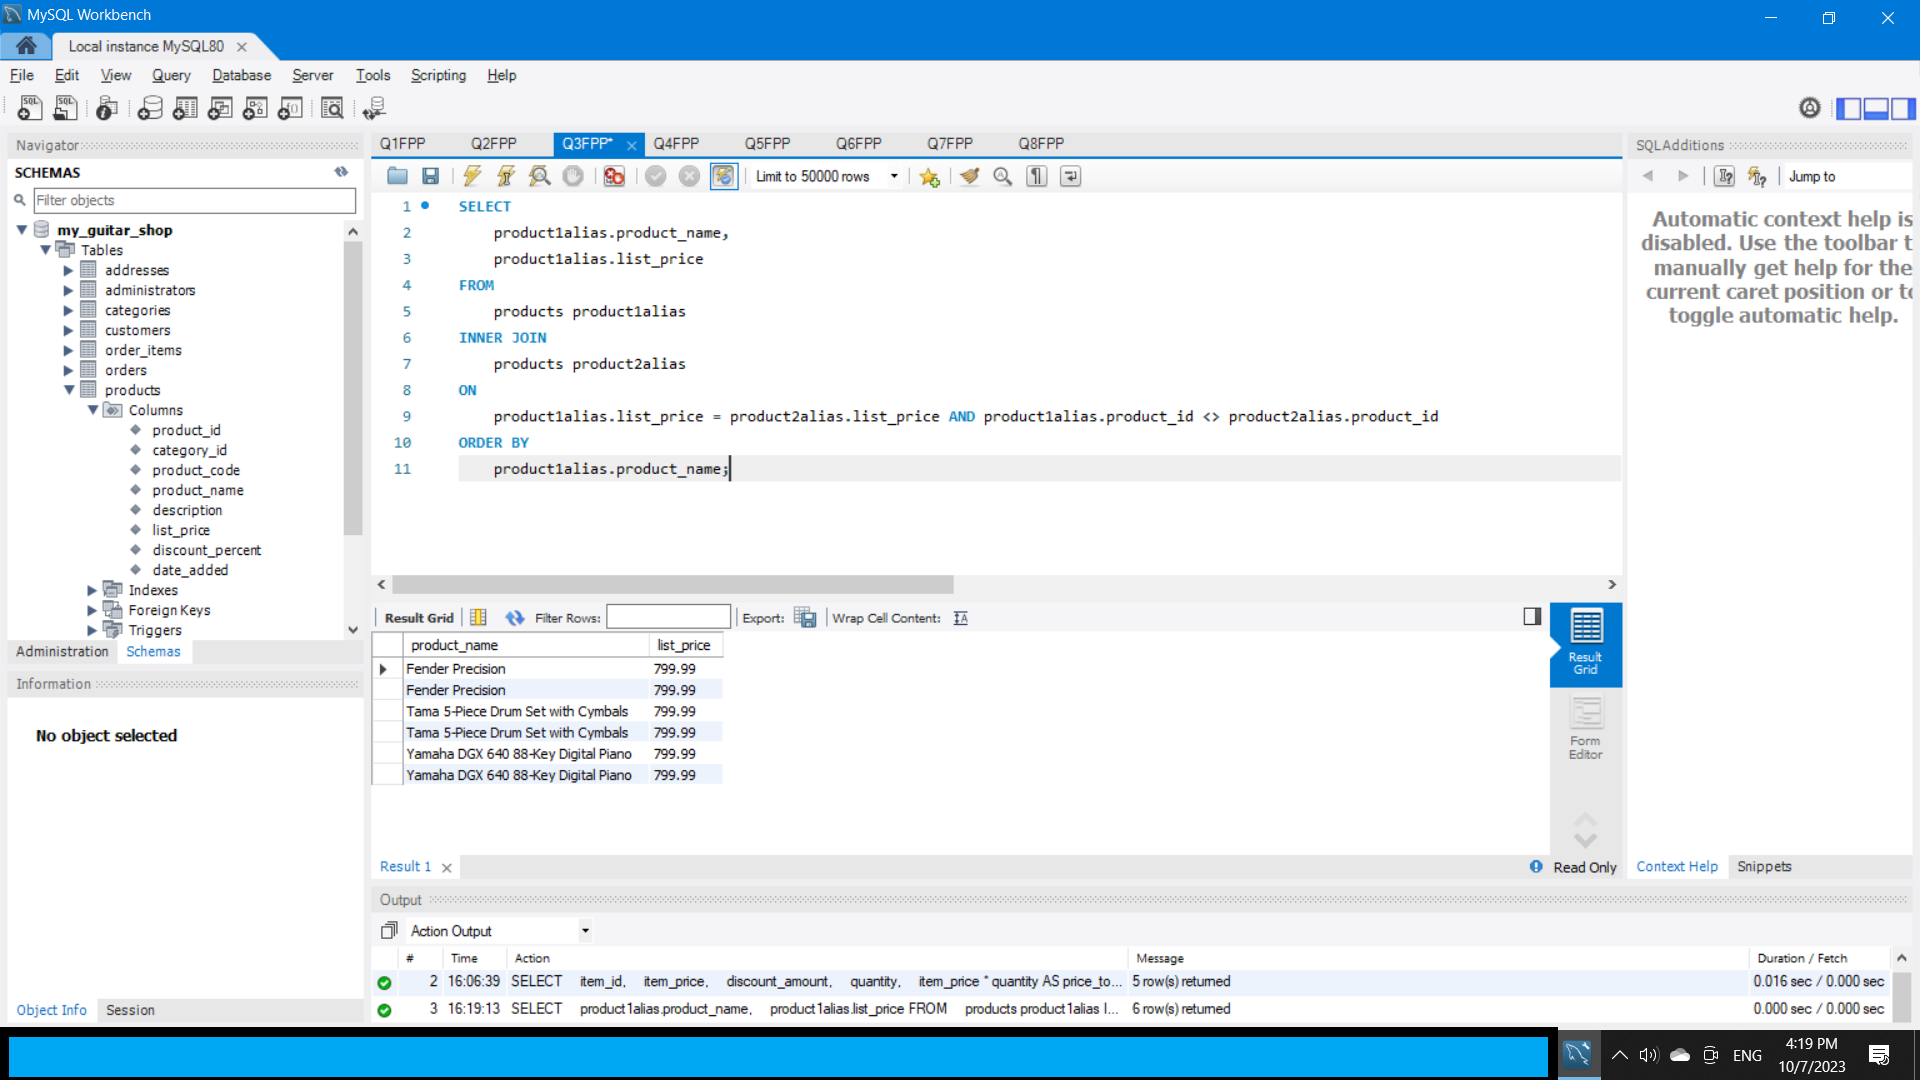 MySQL Workbench
Local instance MySQL80
File Edit View Query Database Server Tools Scripting Help
Navigator
SCHEMAS
Filter objects
my_guitar_shop
Tables
addresses
administrators
categories
customers
order_items
orders
products
Columns
product_id
category_id
product_code
product_name
description
list_price
discount_percent
date_added
Indexes
Foreign Keys
Triggers
Administration Schemas
Information
No object selected
Object Info Session
Q1FPP Q2FPP Q3FPP* Q4FPP Q5FPP Q6FPP Q7FPP Q8FPP
Limit to 50000 rows
1 SELECT
2 product1alias.product_name,
3 product1alias.list_price
4 FROM
5 products product1alias
6 INNER JOIN
7 products product2alias
8 ON
9 product1alias.list_price = product2alias.list_price AND product1alias.product_id <> product2alias.product_id
10 ORDER BY
11 product1alias.product_name;
Result Grid Filter Rows: Export: Wrap Cell Content:
product_name list_price
Fender Precision 799.99
Fender Precision 799.99
Tama 5-Piece Drum Set with Cymbals 799.99
Tama 5-Piece Drum Set with Cymbals 799.99
Yamaha DGX 640 88-Key Digital Piano 799.99
Yamaha DGX 640 88-Key Digital Piano 799.99
Result
Grid
Form
Editor
Result 1
Read Only
SQLAdditions
Jump to
Automatic context help is
disabled. Use the toolbar t
manually get help for the
current caret position or to
toggle automatic help.
Context Help Snippets
Output
Action Output
# Time Action Message Duration / Fetch
2 16:06:39 SELECT item_id, item_price, discount_amount, quantity, item_price * quantity AS price_to... 5 row(s) returned 0.016 sec / 0.000 sec
3 16:19:13 SELECT product1alias.product_name, product1alias.list_price FROM products product1alias I... 6 row(s) returned 0.000 sec / 0.000 sec
ENG
4:19 PM
10/7/2023